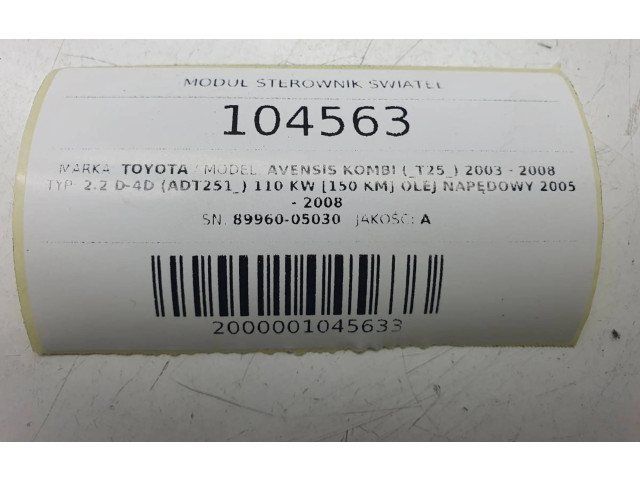 MODUŁ STEROWNIK ŚWIATEŁ
104563
MARKA: TOYOTA / MODEL: AVENSIS KOMBI (_T25_) 2003 - 2008
TYP: 2.2 D-4D (ADT251_) 110 KW [150 KM] OLEJ NAPĘDOWY 2005
- 2008
SN: 89960-05030 JAKOŚĆ: A
2000001045633